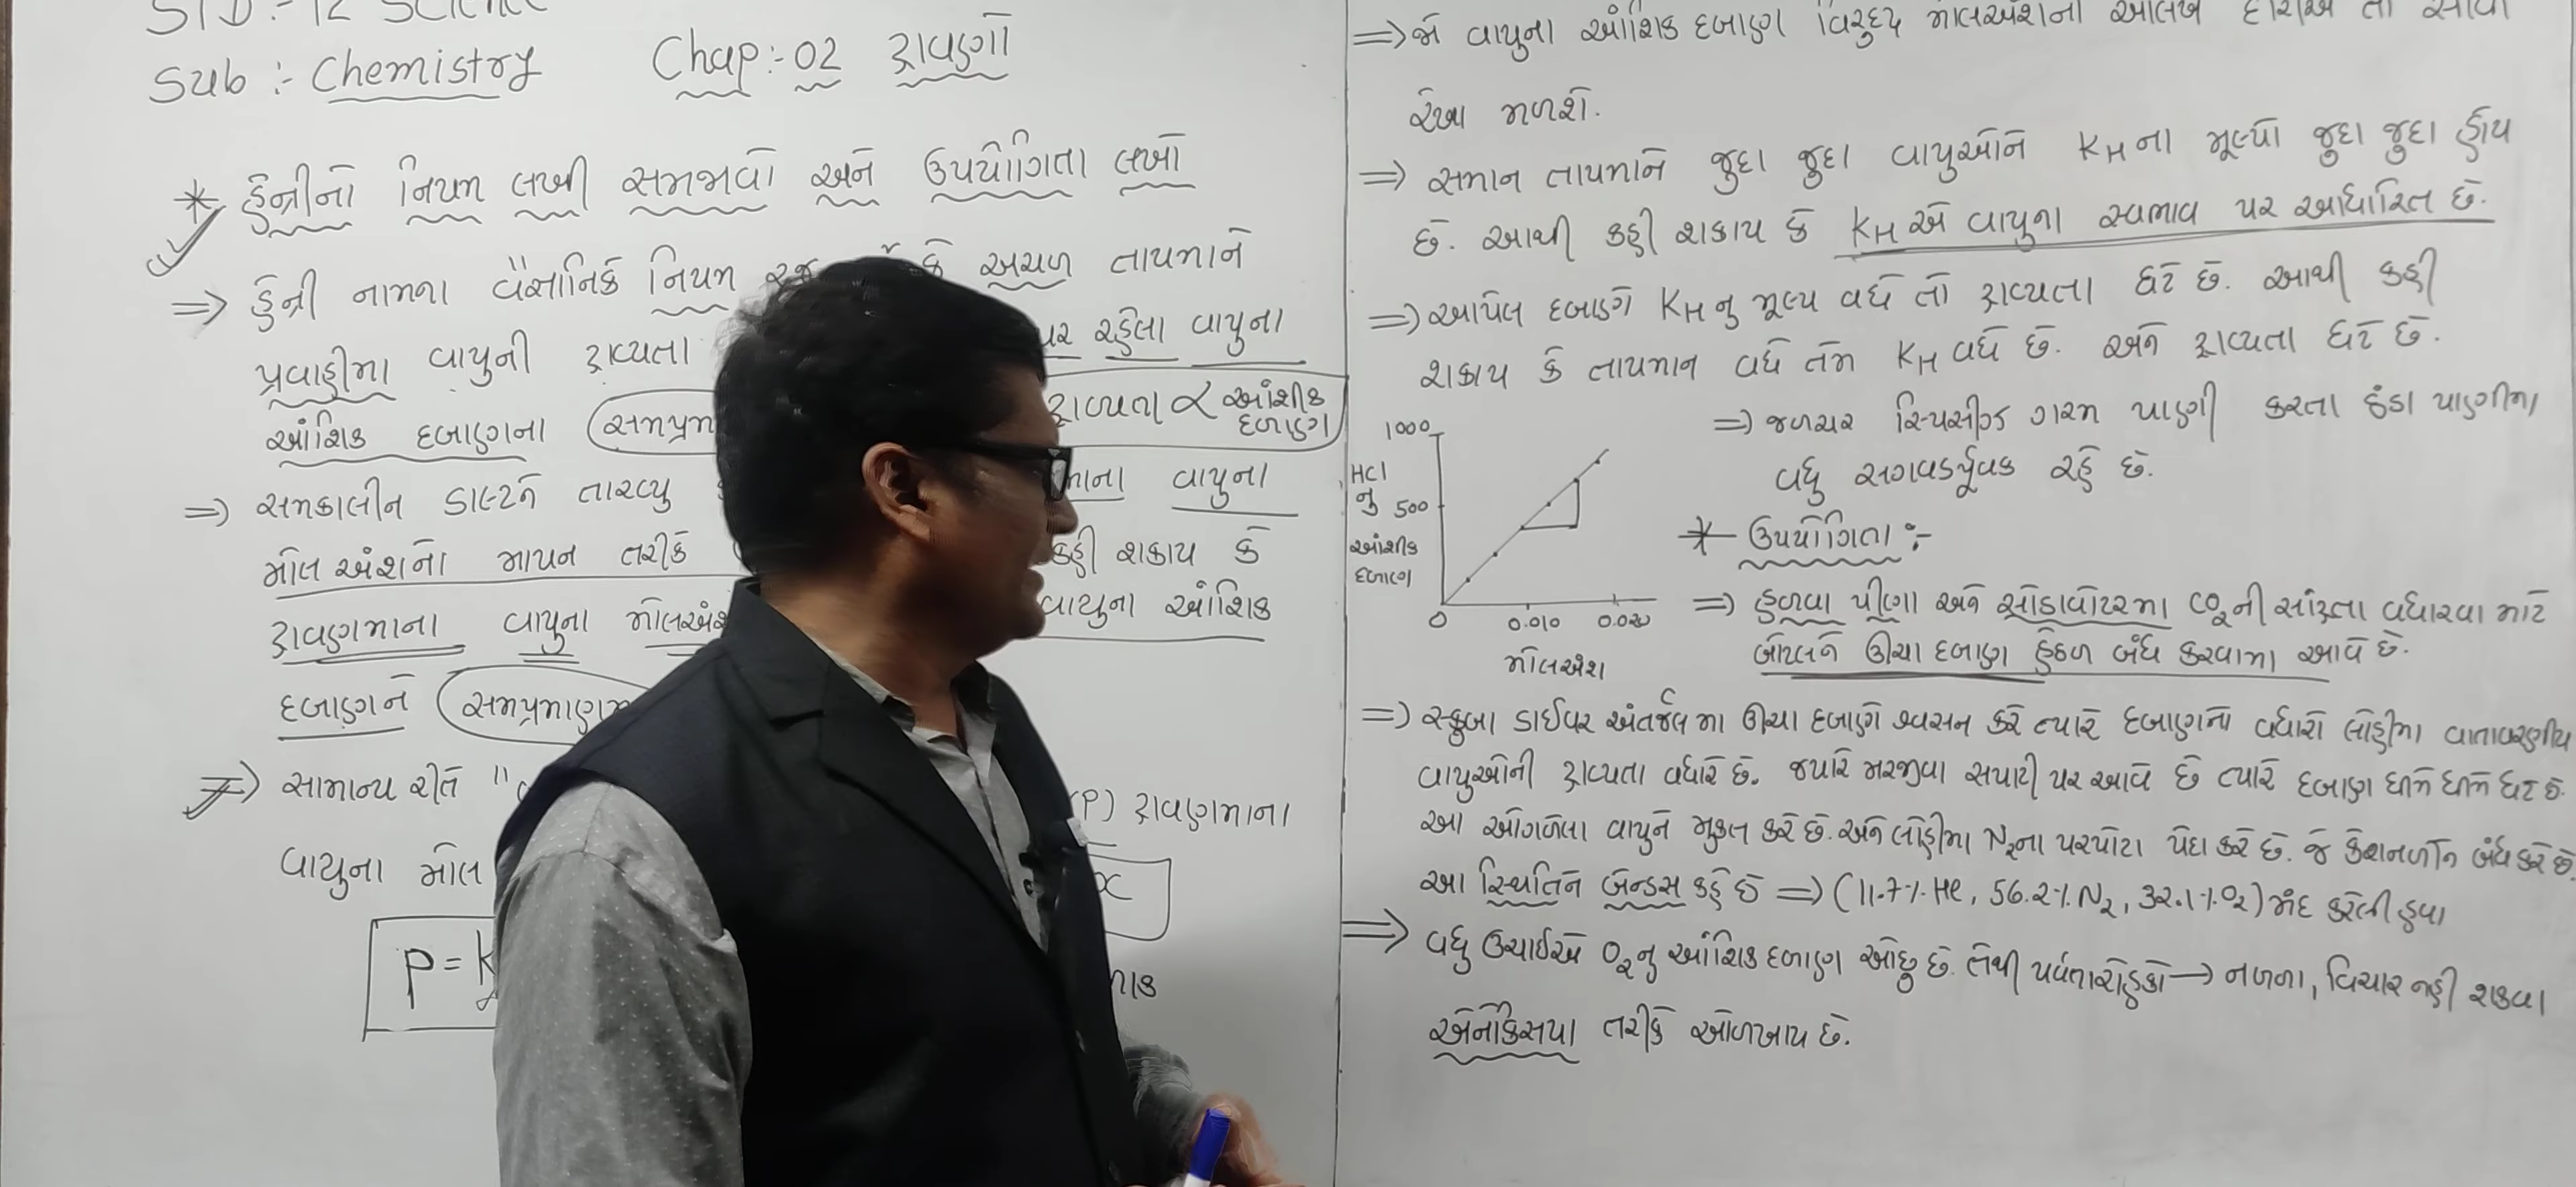 STD :- 12 Science
Sub :- Chemistry Chap:-02 દ્રાવણો
* હેન્રીનો નિયમ લખી સમજાવો અને ઉપયોગિતા લખો
=> હેન્રી નામના વૈજ્ઞાનિકે નિયમ કે અચળ તાપમાને
પ્રવાહીમા વાયુની દ્રાવ્યતા પર રહેલા વાયુના
આંશિક દબાણના સમપ્રમ દ્રાવ્યતા ∝ આંશીક દબાણ
=> સમકાલીન ડાલ્ટને તારવ્યુ માના વાયુના
મોલ અંશનો માપન તરીકે કહી શકાય કે
દ્રાવણમાના વાયુના મોલઅંશ વાયુના આંશિક
દબાણને સમપ્રમાણમ
=> સામાન્ય રીતે " (P) દ્રાવણમાના
વાયુના મોલ x
P = K
=> જો વાયુના આંશિક દબાણ વિરુદ્ધ મોલઅંશનો આલેખ દોરીએ તો સીધી
રેખા મળશે.
=> સમાન તાપમાને જુદા જુદા વાયુઓને KH ના મૂલ્યો જુદા જુદા હોય
છે. આથી કહી શકાય કે KH એ વાયુના સ્વભાવ પર આધારિત છે.
=> આપેલ દબાણે KH નુ મૂલ્ય વધે તો દ્રાવ્યતા ઘટે છે. આથી કહી
શકાય કે તાપમાન વધે તેમ KH વધે છે. અને દ્રાવ્યતા ઘટે છે.
=> જળચર સ્પિસીઝ ગરમ પાણી કરતા ઠંડા પાણીમા
વધુ સગવડપૂર્વક રહે છે.
1000
HCl
નુ 500
આંશીક
દબાણ
0 0.010 0.020
મોલઅંશ
* ઉપયોગિતા :-
=> હળવા પીણા અને સોડાવોટરમા CO2 ની સાંદ્રતા વધારવા માટે
બોટલને ઊંચા દબાણ હેઠળ બંધ કરવામા આવે છે.
=> સ્કુબા ડાઈવર અંતર્જલ મા ઊંચા દબાણે શ્વસન કરે ત્યારે દબાણનો વધારો લોહીમા વાતાવરણીય
વાયુઓની દ્રાવ્યતા વધારે છે. જ્યારે મરજીવા સપાટી પર આવે છે ત્યારે દબાણ ધીમે ધીમે ઘટે છે.
આ ઓગળેલા વાયુને મુક્ત કરે છે. અને લોહીમા N2 ના પરપોટા પેદા કરે છે. જે કેશનળીને બંધ કરે છે.
આ સ્થિતિને બેન્ડસ કહે છે => (11.7% He, 56.2% N2, 32.1% O2) મંદ કરેલી હવા
=> વધુ ઉંચાઈએ O2 નુ આંશિક દબાણ ઓછુ છે. તેથી પર્વતારોહકો → નબળા, વિચાર નહી શકવા
એનોક્સિયા તરીકે ઓળખાય છે.